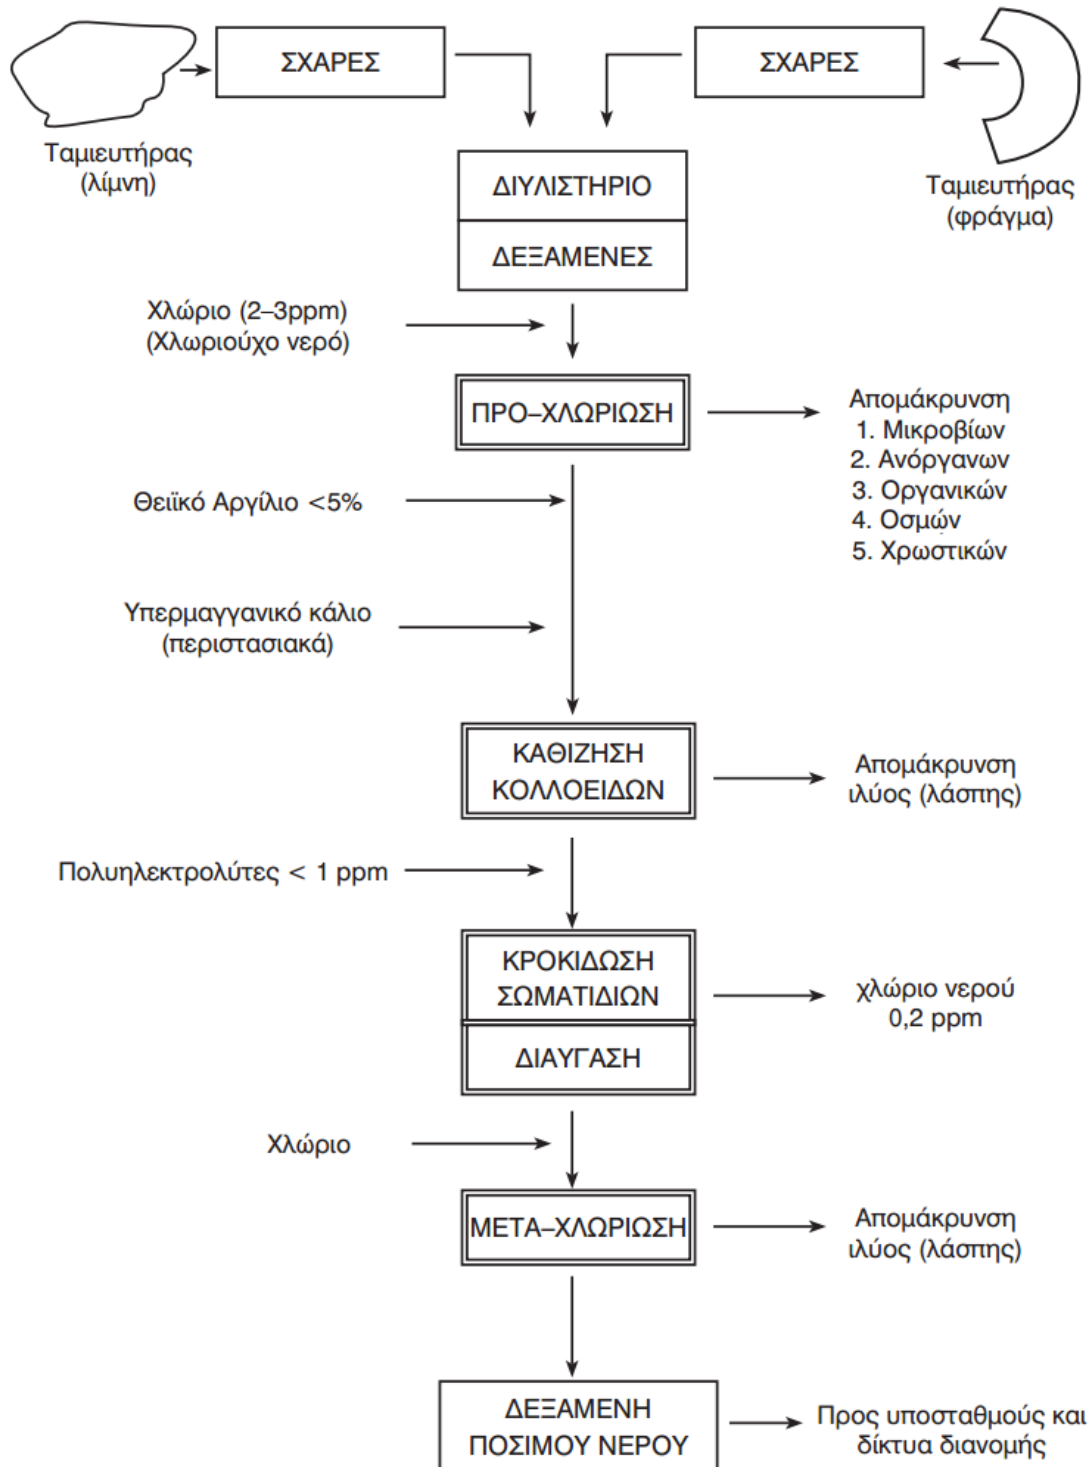 ΣΧΑΡΕΣ
ΣΧΑΡΕΣ
Ταμιευτήρας
(λίμνη)
Ταμιευτήρας
(φράγμα)
ΔΙΥΛΙΣΤΗΡΙΟ
ΔΕΞΑΜΕΝΕΣ
Χλώριο (2–3ppm)
(Χλωριούχο νερό)
ΠΡΟ–ΧΛΩΡΙΩΣΗ
Απομάκρυνση
1. Μικροβίων
2. Ανόργανων
3. Οργανικών
4. Οσμών
5. Χρωστικών
Θειϊκό Αργίλιο <5%
Υπερμαγγανικό κάλιο
(περιστασιακά)
ΚΑΘΙΖΗΣΗ
ΚΟΛΛΟΕΙΔΩΝ
Απομάκρυνση
ιλύος (λάσπης)
Πολυηλεκτρολύτες < 1 ppm
ΚΡΟΚΙΔΩΣΗ
ΣΩΜΑΤΙΔΙΩΝ
ΔΙΑΥΓΑΣΗ
χλώριο νερού
0,2 ppm
Χλώριο
ΜΕΤΑ–ΧΛΩΡΙΩΣΗ
Απομάκρυνση
ιλύος (λάσπης)
ΔΕΞΑΜΕΝΗ
ΠΟΣΙΜΟΥ ΝΕΡΟΥ
Προς υποσταθμούς και
δίκτυα διανομής